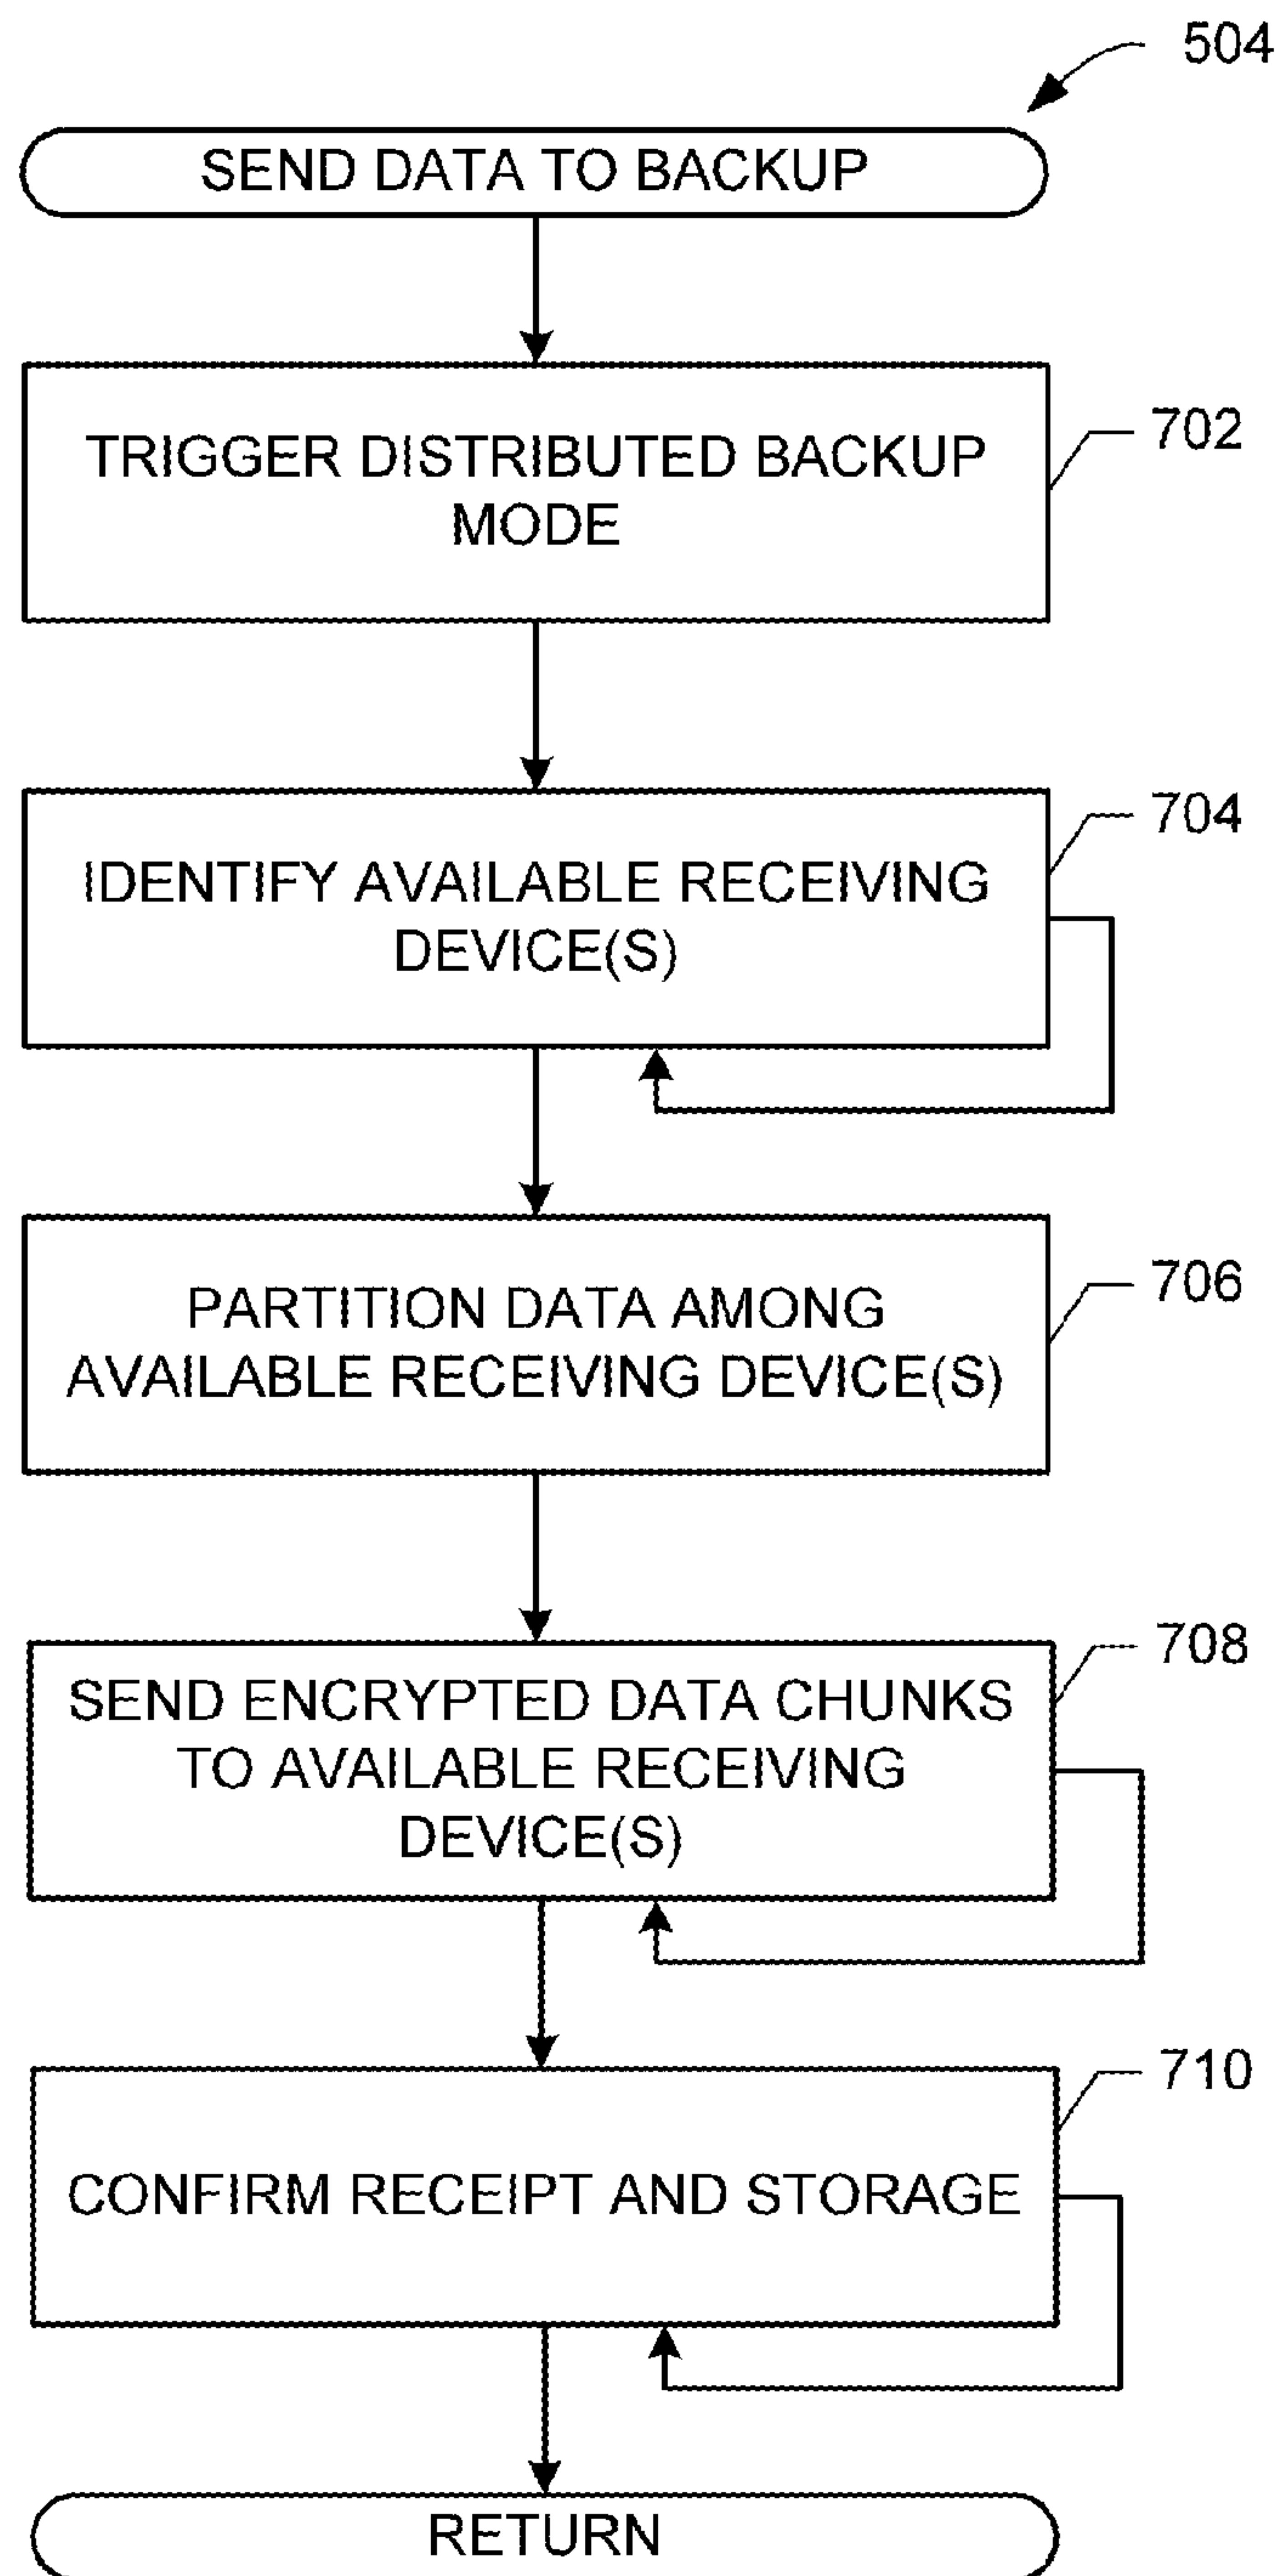 504
SEND DATA TO BACKUP
TRIGGER DISTRIBUTED BACKUP
MODE
702
IDENTIFY AVAILABLE RECEIVING
DEVICE(S)
704
PARTITION DATA AMONG
AVAILABLE RECEIVING DEVICE(S)
706
SEND ENCRYPTED DATA CHUNKS
TO AVAILABLE RECEIVING
DEVICE(S)
708
CONFIRM RECEIPT AND STORAGE
710
RETURN